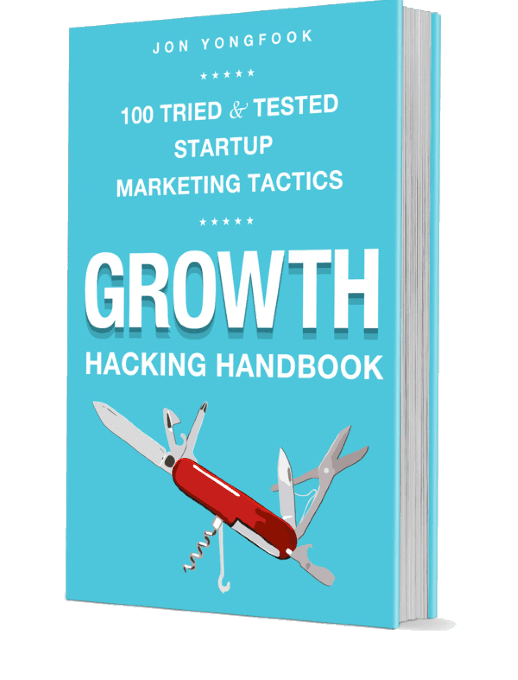 JON YONGFOOK
100 TRIED & TESTED
STARTUP
MARKETING TACTICS
GROWTH
HACKING HANDBOOK